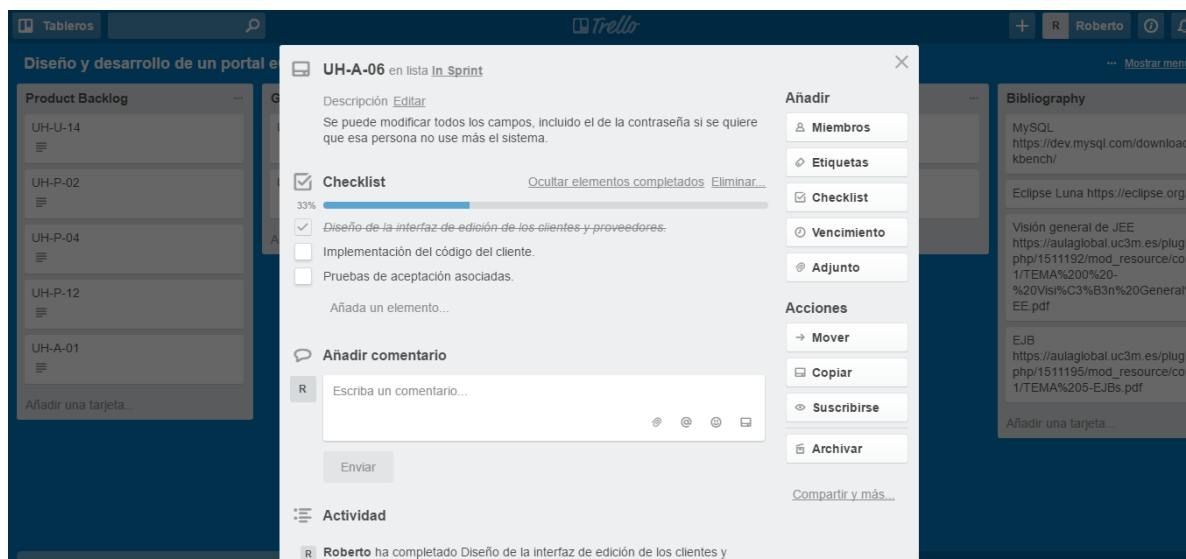 Tableros
Trello
R Roberto
Diseño y desarrollo de un portal
Mostrar menú
Product Backlog
UH-U-14
UH-P-02
UH-P-04
UH-P-12
UH-A-01
Añadir una tarjeta...
UH-A-06 en lista In Sprint
Descripción Editar
Se puede modificar todos los campos, incluido el de la contraseña si se quiere
que esa persona no use más el sistema.
Checklist Ocultar elementos completados Eliminar...
33%
Diseño de la interfaz de edición de los clientes y proveedores.
Implementación del código del cliente.
Pruebas de aceptación asociadas.
Añada un elemento...
Añadir comentario
R
Escriba un comentario...
Enviar
Actividad
R Roberto ha completado Diseño de la interfaz de edición de los clientes y
Añadir
Miembros
Etiquetas
Checklist
Vencimiento
Adjunto
Acciones
Mover
Copiar
Suscribirse
Archivar
Compartir y más...
Bibliography
MySQL
https://dev.mysql.com/download
kbench/
Eclipse Luna https://eclipse.org
Visión general de JEE
https://aulaglobal.uc3m.es/plug
php/1511192/mod_resource/co
1/TEMA%200%20-
%20Visi%C3%B3n%20General
EE.pdf
EJB
https://aulaglobal.uc3m.es/plug
php/1511195/mod_resource/co
1/TEMA%205-EJBs.pdf
Añadir una tarjeta...